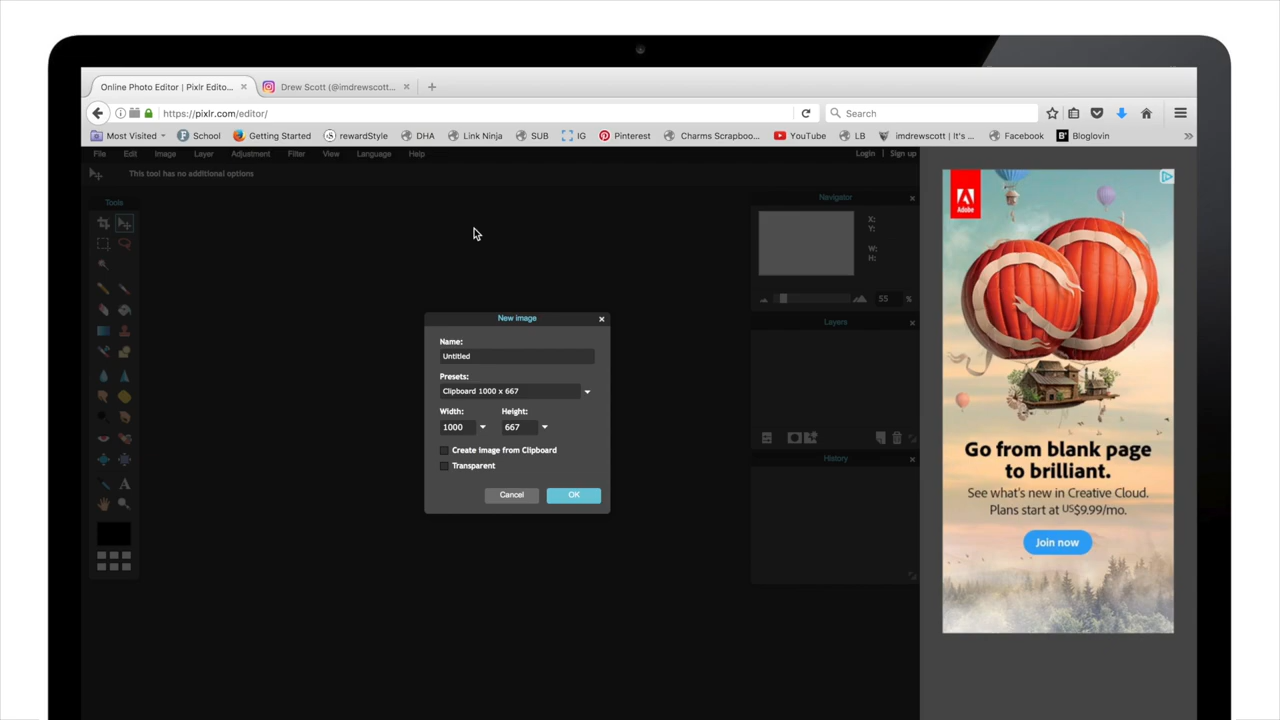 Online Photo Editor | Pixlr Edito...
Drew Scott (@imdrewscott...
https://pixlr.com/editor/
Search
Most Visited
School
Getting Started
rewardStyle
DHA
Link Ninja
SUB
IG
Pinterest
Charms Scrapboo...
YouTube
LB
imdrewscott | It's ...
Facebook
Bloglovin
File Edit Image Layer Adjustment Filter View Language Help
Login | Sign up
This tool has no additional options
Tools
A
Navigator
X:
Y:
W:
H:
55 %
Layers
History
New image
Name:
Untitled
Presets:
Clipboard 1000 x 667
Width: Height:
1000 667
Create image from Clipboard
Transparent
Cancel OK
Adobe
Go from blank page
to brilliant.
See what's new in Creative Cloud.
Plans start at US$9.99/mo.
Join now